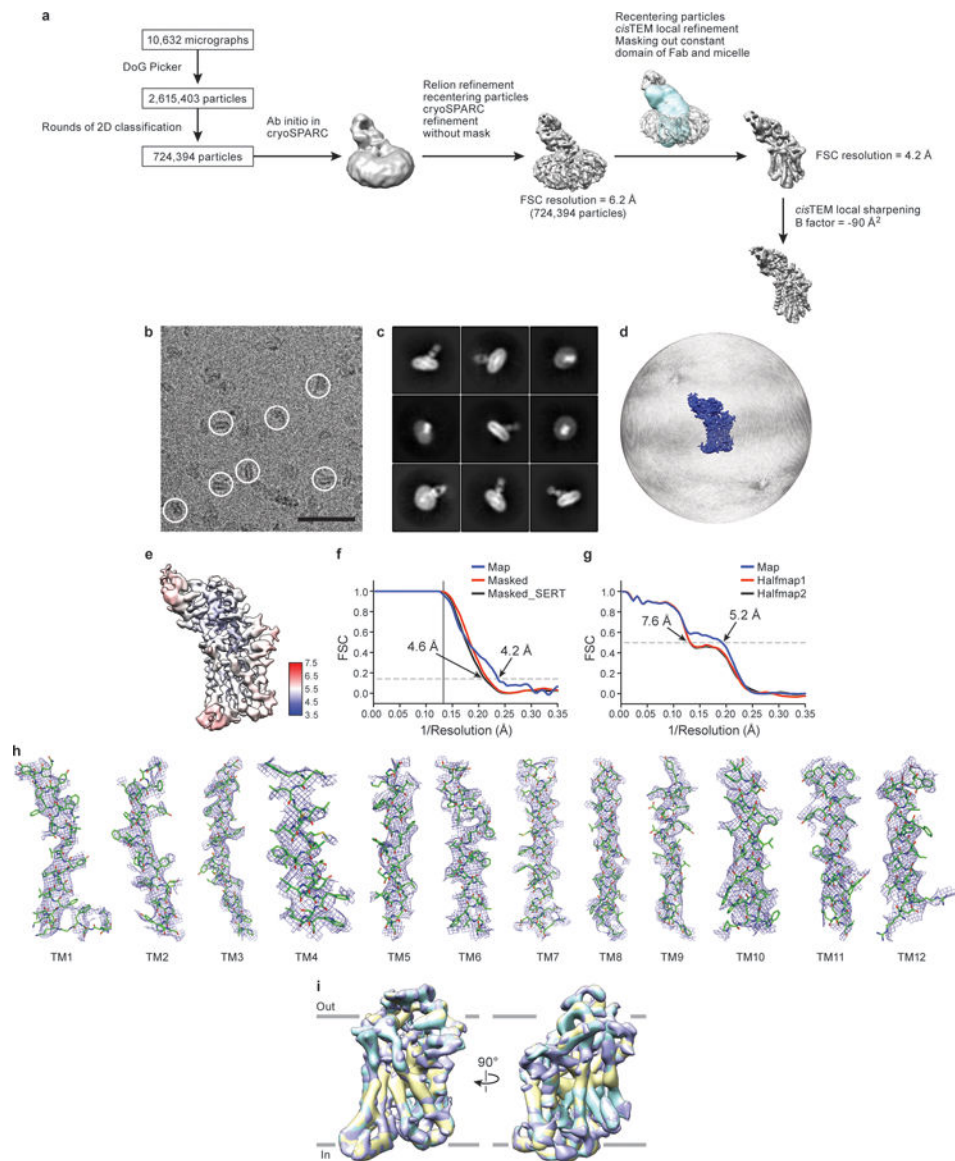 a
10,632 micrographs
DoG Picker
2,615,403 particles
Rounds of 2D classification
724,394 particles
Ab initio in
cryoSPARC
Relion refinement
recentering particles
cryoSPARC
refinement
without mask
FSC resolution = 6.2 Å
(724,394 particles)
Recentering particles
cisTEM local refinement
Masking out constant
domain of Fab and micelle
FSC resolution = 4.2 Å
cisTEM local sharpening
B factor = -90 Å²
b
c
d
e
7.5
6.5
5.5
4.5
3.5
f
Map
Masked
Masked_SERT
FSC
1.0
0.8
0.6
0.4
0.2
0.0
4.6 Å
4.2 Å
0.00 0.05 0.10 0.15 0.20 0.25 0.30 0.35
1/Resolution (Å)
g
Map
Halfmap1
Halfmap2
FSC
1.0
0.8
0.6
0.4
0.2
0.0
7.6 Å
5.2 Å
0.00 0.05 0.10 0.15 0.20 0.25 0.30 0.35
1/Resolution (Å)
h
TM1 TM2 TM3 TM4 TM5 TM6 TM7 TM8 TM9 TM10 TM11 TM12
i
Out
90°
In